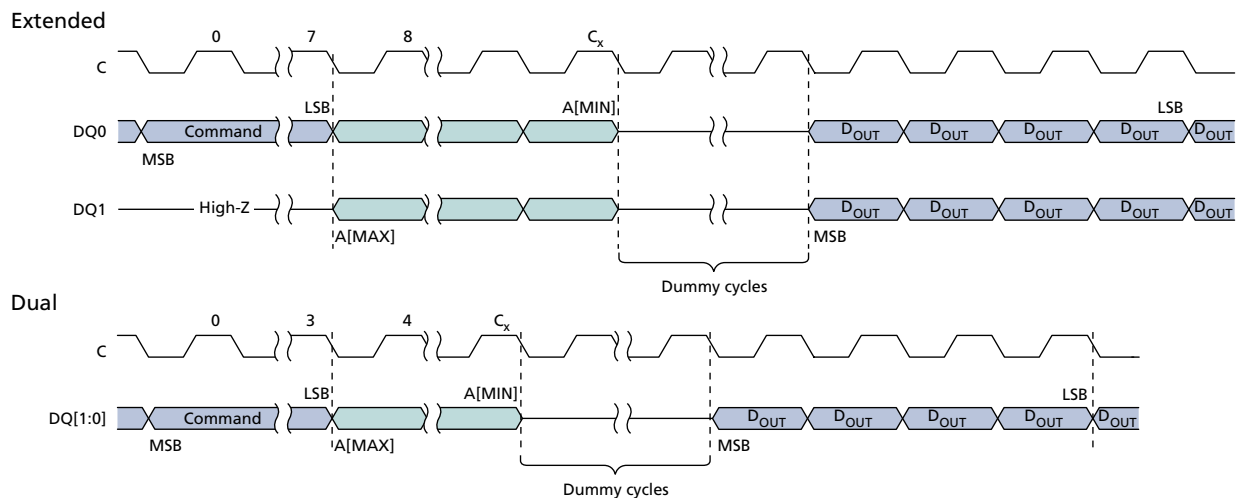 Extended
0 7 8 Cx
C
LSB A[MIN] LSB
DQ0 Command DOUT DOUT DOUT DOUT DOUT
MSB
DQ1 High-Z DOUT DOUT DOUT DOUT DOUT
A[MAX] MSB
Dummy cycles
Dual
0 3 4 Cx
C
LSB A[MIN] LSB
DQ[1:0] Command DOUT DOUT DOUT DOUT DOUT
MSB A[MAX] MSB
Dummy cycles